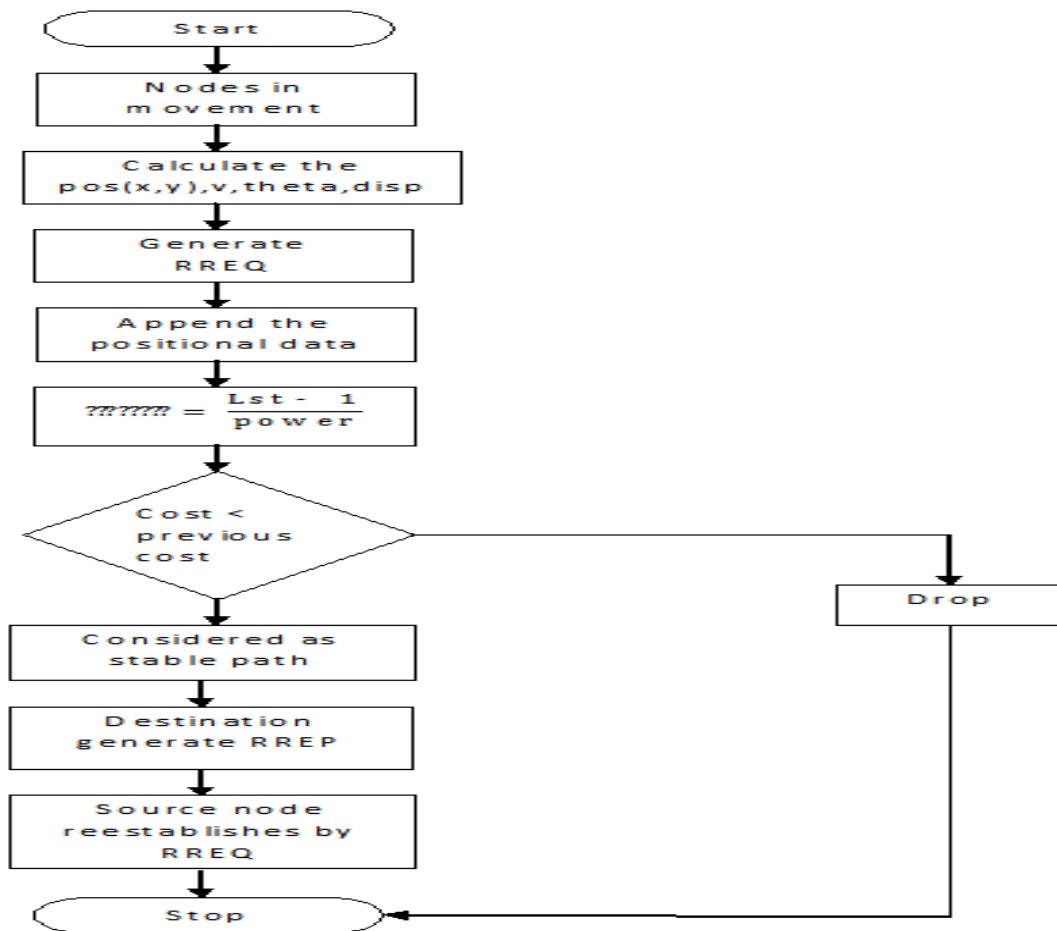 Start
Nodes in
movement
Calculate the
pos(x,y),v,theta,disp
Generate
RREQ
Append the
positional data
= Lst - 1
power
Cost <
previous
cost
Drop
Considered as
stable path
Destination
generate RREP
Source node
reestablishes by
RREQ
Stop